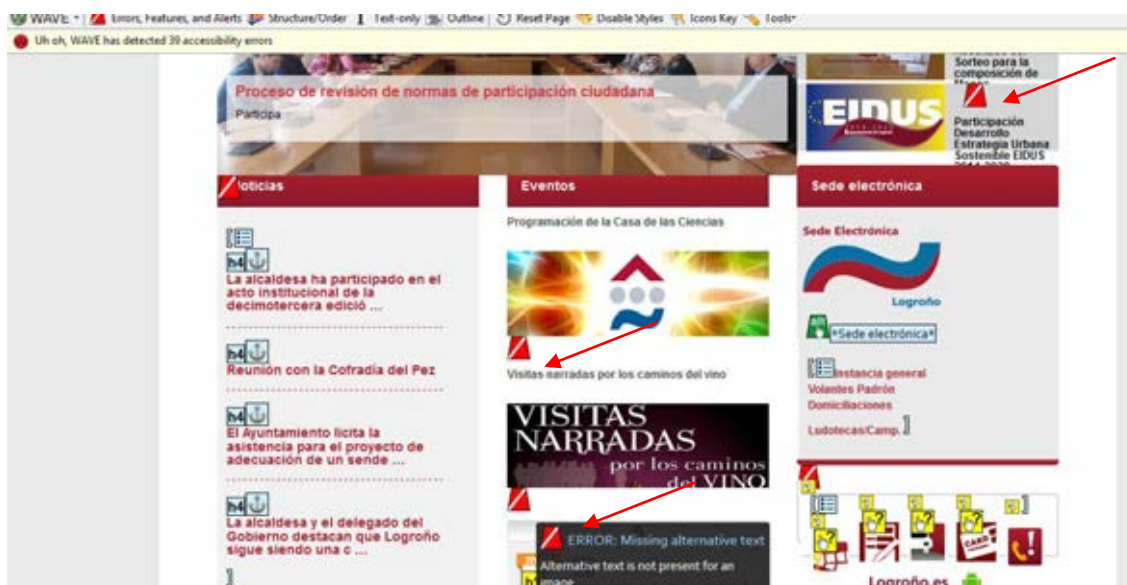 WAVE
Errors, Features, and Alerts
Structure/Order
Text-only
Outline
Reset Page
Disable Styles
Icons Key
Tools
Uh oh, WAVE has detected 39 accessibility errors
Proceso de revisión de normas de participación ciudadana
Participa
Sorteo para la
composición de
EIDUS
Participación
Desarrollo
Estrategia Urbana
Sostenible EIDUS
2014-2020
oticias
h4
La alcaldesa ha participado en el
acto institucional de la
decimotercera edició ...
h4
Reunión con la Cofradía del Pez
h4
El Ayuntamiento licita la
asistencia para el proyecto de
adecuación de un sende ...
h4
La alcaldesa y el delegado del
Gobierno destacan que Logroño
sigue siendo una c ...
Eventos
Programación de la Casa de las Ciencias
Visitas narradas por los caminos del vino
VISITAS
NARRADAS
por los caminos
del VINO
ERROR: Missing alternative text
Alternative text is not present for an
image
Sede electrónica
Sede Electrónica
Logroño
*Sede electrónica*
Instancia general
Volantes Padrón
Domiciliaciones
Ludotecas/Camp.
CARD
Logroño.es